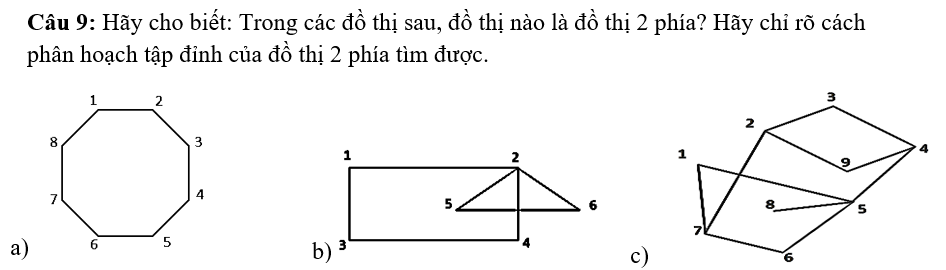 Câu 9: Hãy cho biết: Trong các đồ thị sau, đồ thị nào là đồ thị 2 phía? Hãy chỉ rõ cách
phân hoạch tập đỉnh của đồ thị 2 phía tìm được.
1 2
8 3
7 4
6 5
a)
1 2
5 6
3 4
b)
3
2
1 9 4
8 5
7
6
c)